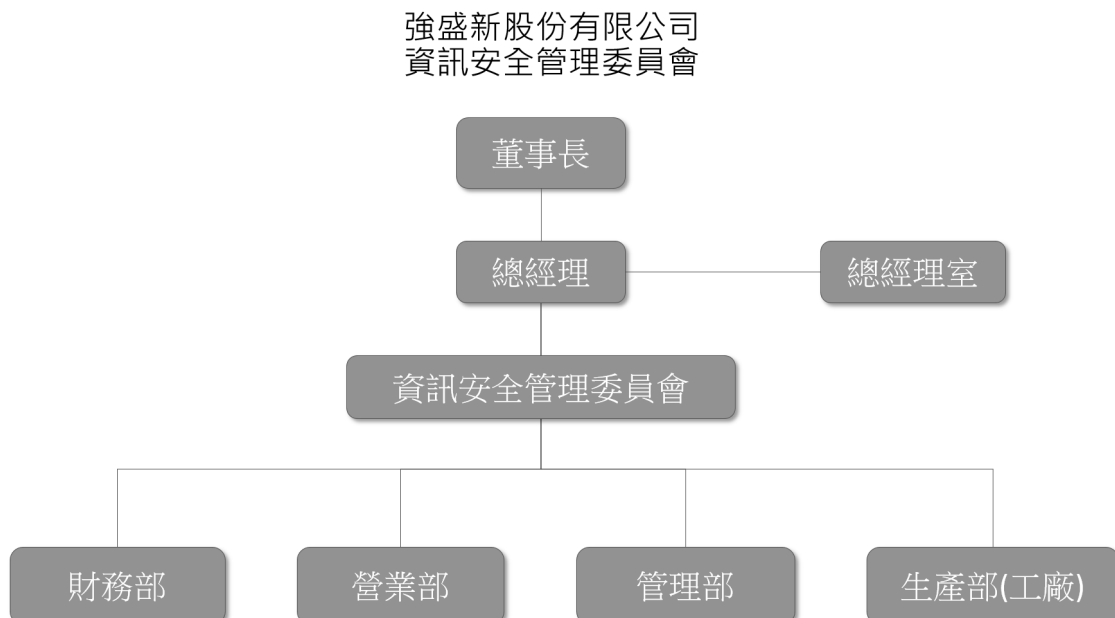 強盛新股份有限公司
資訊安全管理委員會
董事長
總經理
總經理室
資訊安全管理委員會
財務部
營業部
管理部
生產部(工廠)